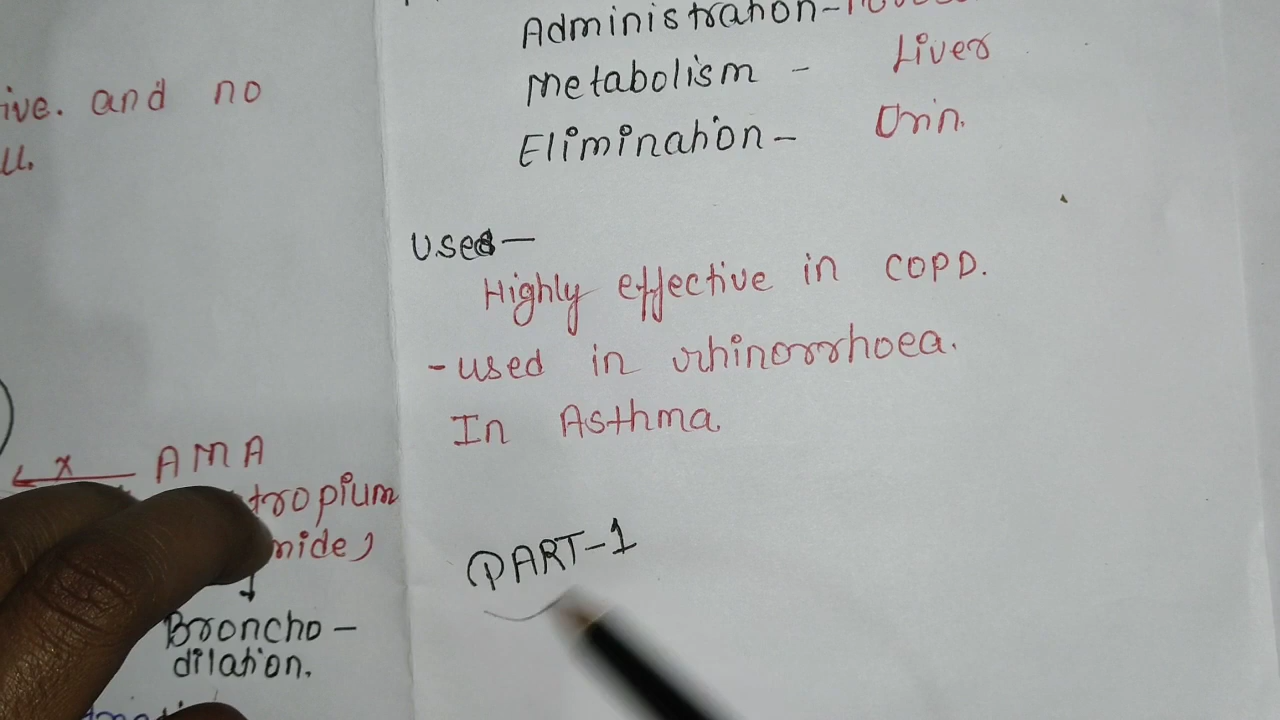 ive. and no
u.
AMA
x
tropium
mide)
Broncho-
dilation.
Administration-
Metabolism - Liver
Elimination- Urin.
Uses-
Highly effective in COPD.
-used in rhinorrhoea.
In Asthma.
PART-1